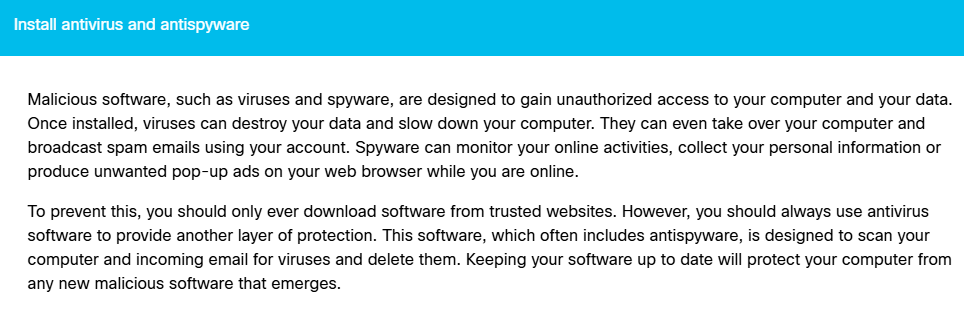 Install antivirus and antispyware
Malicious software, such as viruses and spyware, are designed to gain unauthorized access to your computer and your data.
Once installed, viruses can destroy your data and slow down your computer. They can even take over your computer and
broadcast spam emails using your account. Spyware can monitor your online activities, collect your personal information or
produce unwanted pop-up ads on your web browser while you are online.
To prevent this, you should only ever download software from trusted websites. However, you should always use antivirus
software to provide another layer of protection. This software, which often includes antispyware, is designed to scan your
computer and incoming email for viruses and delete them. Keeping your software up to date will protect your computer from
any new malicious software that emerges.